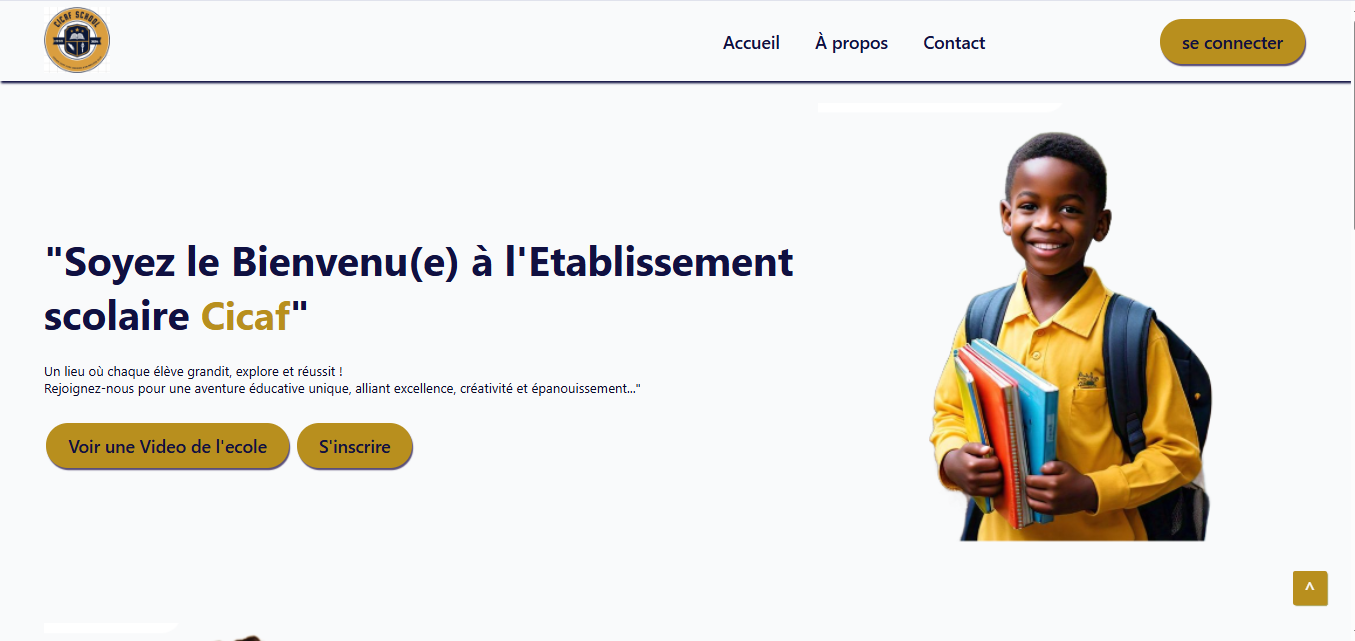 CICAF SCHOOL
Accueil
À propos
Contact
se connecter
"Soyez le Bienvenu(e) à l'Etablissement
scolaire Cicaf"
Un lieu où chaque élève grandit, explore et réussit !
Rejoignez-nous pour une aventure éducative unique, alliant excellence, créativité et épanouissement..."
Voir une Video de l'ecole
S'inscrire
^